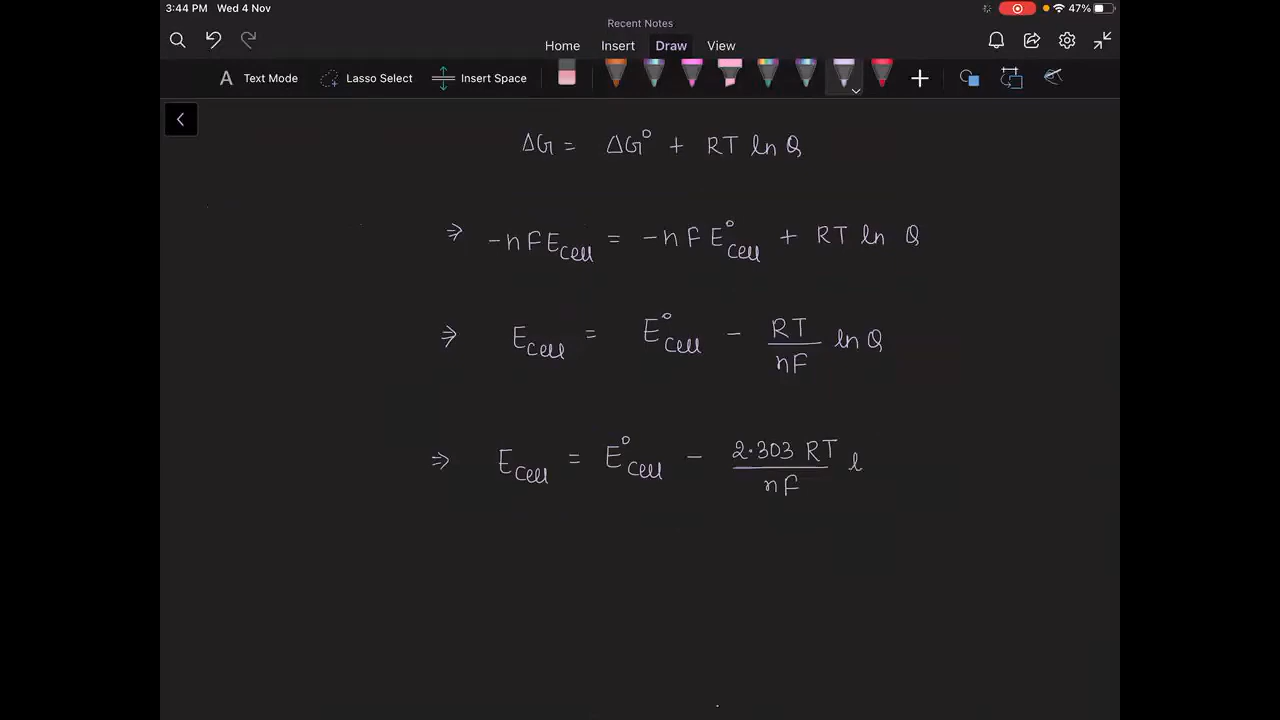 3:44 PM Wed 4 Nov
47%
Recent Notes
Home Insert Draw View
Text Mode Lasso Select Insert Space
ΔG = ΔG° + RT ln Q
⇒ -nFE_cell = -nFE°_cell + RT ln Q
⇒ E_cell = E°_cell - RT/nF ln Q
⇒ E_cell = E°_cell - 2.303 RT/nF l